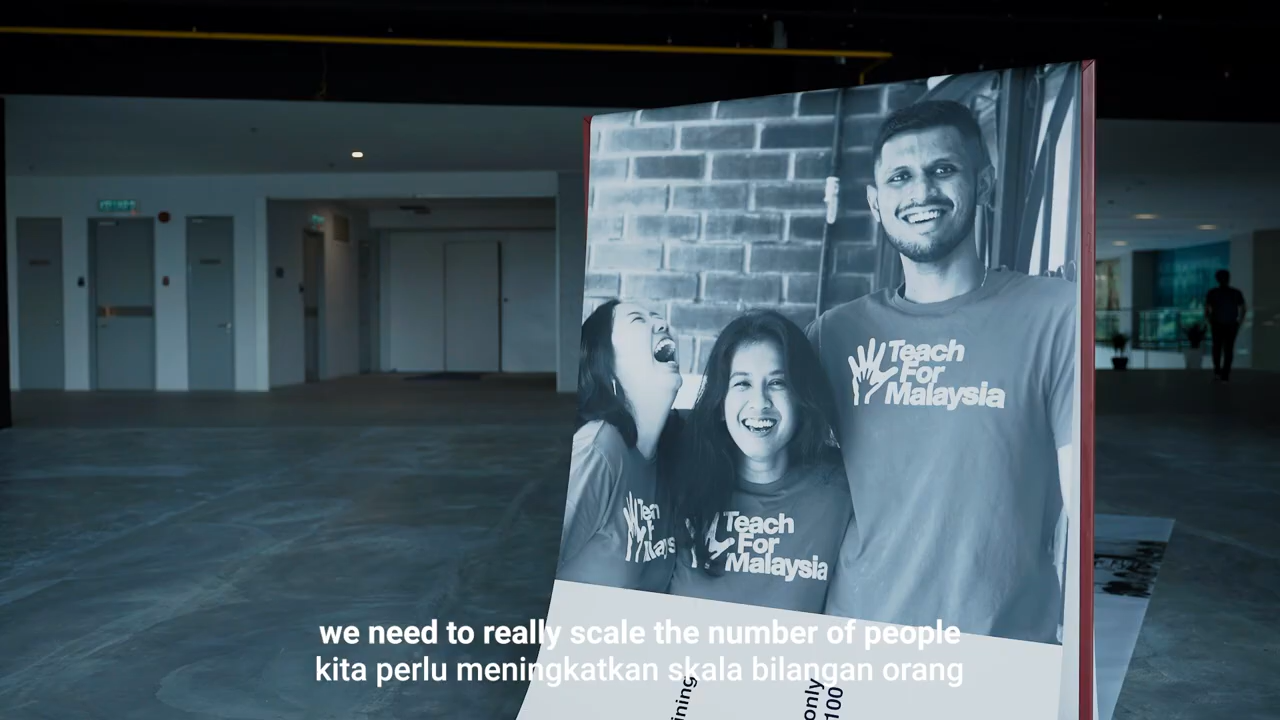 Teach
For
Malaysia
Teach
For
Malaysia
we need to really scale the number of people
kita perlu meningkatkan skala bilangan orang
only
100